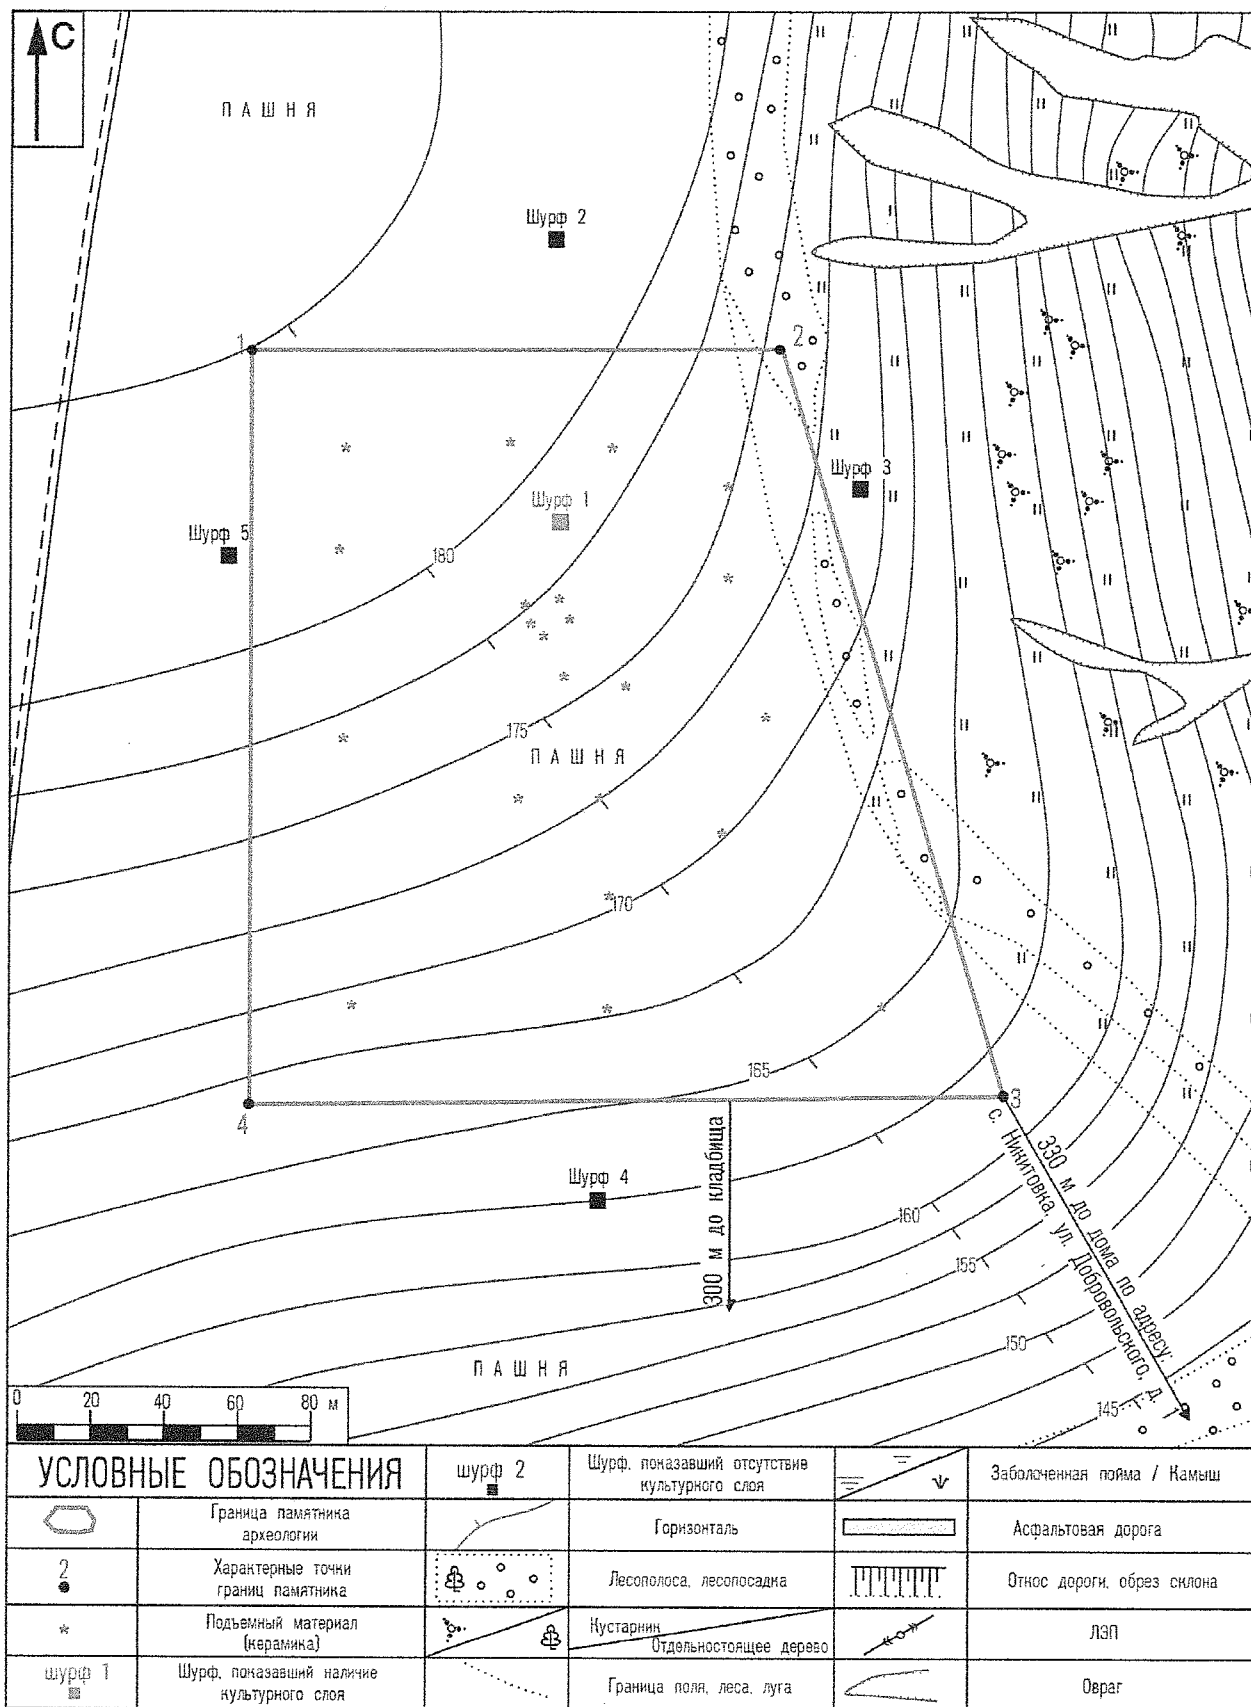 С
ПАШНЯ
Шурф 2
1
2
Шурф 3
Шурф 1
Шурф 5
180
175
ПАШНЯ
170
165
4
3
Шурф 4
300 м до кладбища
330 м до дома по адресу:
с. Никитовка, ул. Добровольского, д.
160
155
150
145
ПАШНЯ
0 20 40 60 80 м
УСЛОВНЫЕ ОБОЗНАЧЕНИЯ
Граница памятника
археологии
2
Характерные точки
границ памятника
Подъемный материал
(керамика)
шурф 1
Шурф, показавший наличие
культурного слоя
шурф 2
Шурф, показавший отсутствие
культурного слоя
Горизонталь
Лесополоса, лесопосадка
Кустарник
Отдельностоящее дерево
Граница поля, леса, луга
Заболоченная пойма / Камыш
Асфальтовая дорога
Откос дороги, обрез склона
ЛЭП
Овраг